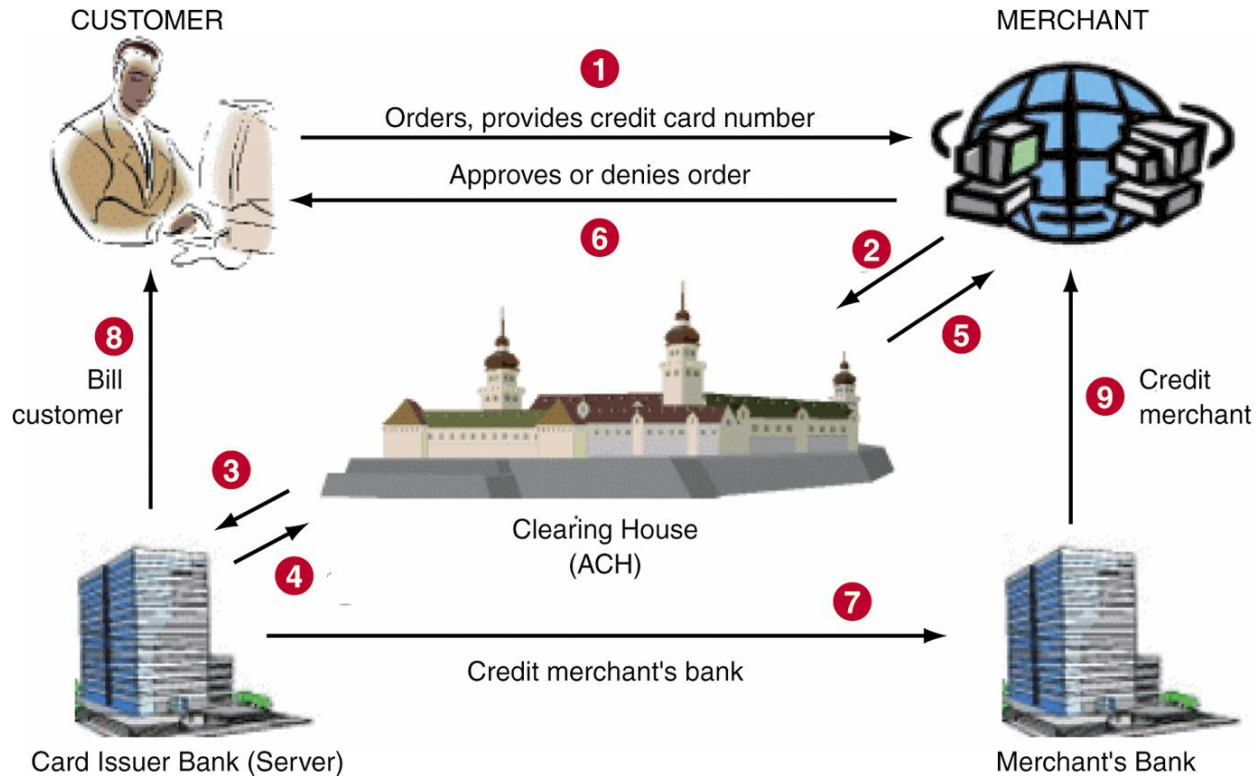 CUSTOMER
MERCHANT
1
Orders, provides credit card number
Approves or denies order
6
2
5
8
Bill
customer
9
Credit
merchant
3
4
Clearing House
(ACH)
7
Credit merchant's bank
Card Issuer Bank (Server)
Merchant's Bank